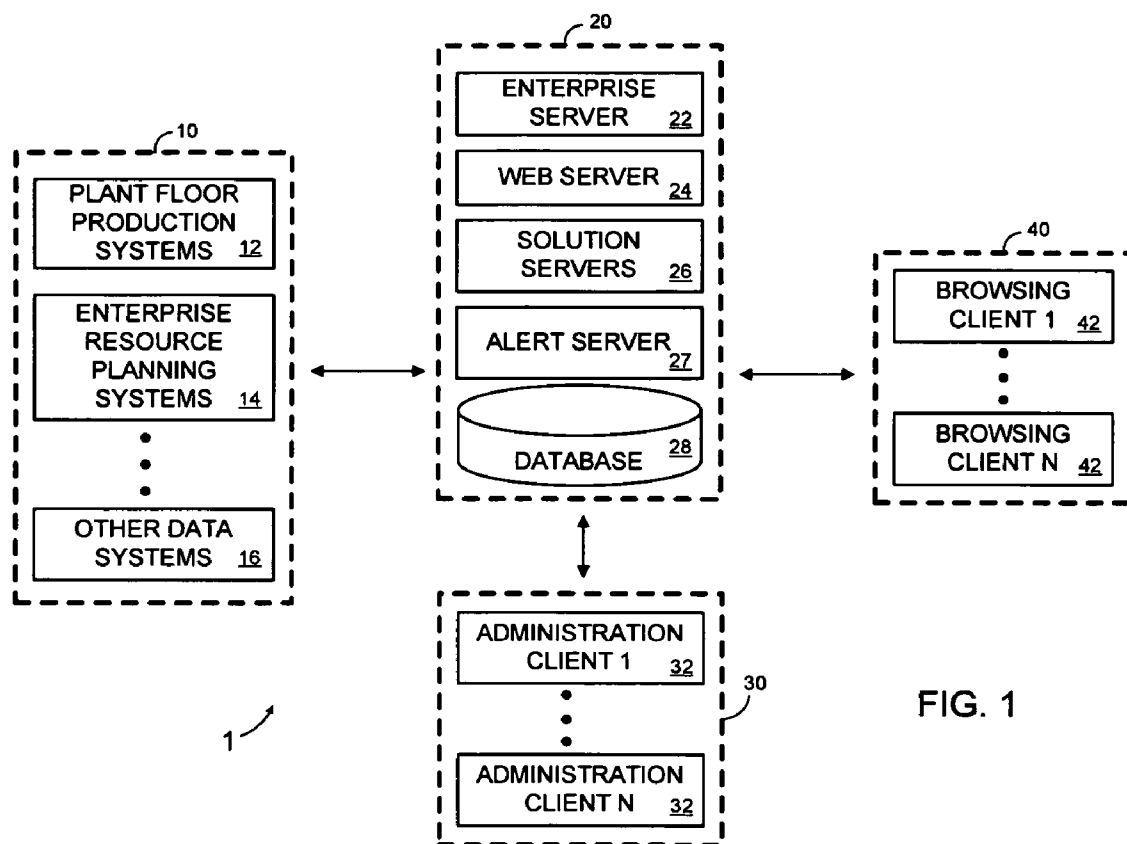 10
PLANT FLOOR
PRODUCTION
SYSTEMS 12
ENTERPRISE
RESOURCE
PLANNING
SYSTEMS 14
OTHER DATA
SYSTEMS 16
20
ENTERPRISE
SERVER 22
WEB SERVER 24
SOLUTION
SERVERS 26
ALERT SERVER 27
DATABASE 28
40
BROWSING
CLIENT 1 42
BROWSING
CLIENT N 42
30
ADMINISTRATION
CLIENT 1 32
ADMINISTRATION
CLIENT N 32
1
FIG. 1